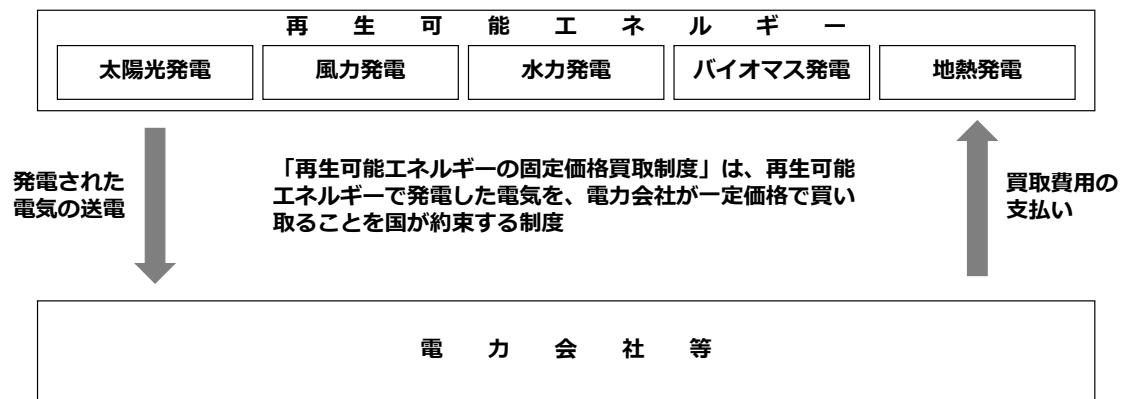 再生可能エネルギー
太陽光発電
風力発電
水力発電
バイオマス発電
地熱発電
発電された
電気の送電
「再生可能エネルギーの固定価格買取制度」は、再生可能
エネルギーで発電した電気を、電力会社が一定価格で買い
取ることを国が約束する制度
買取費用の
支払い
電力会社等